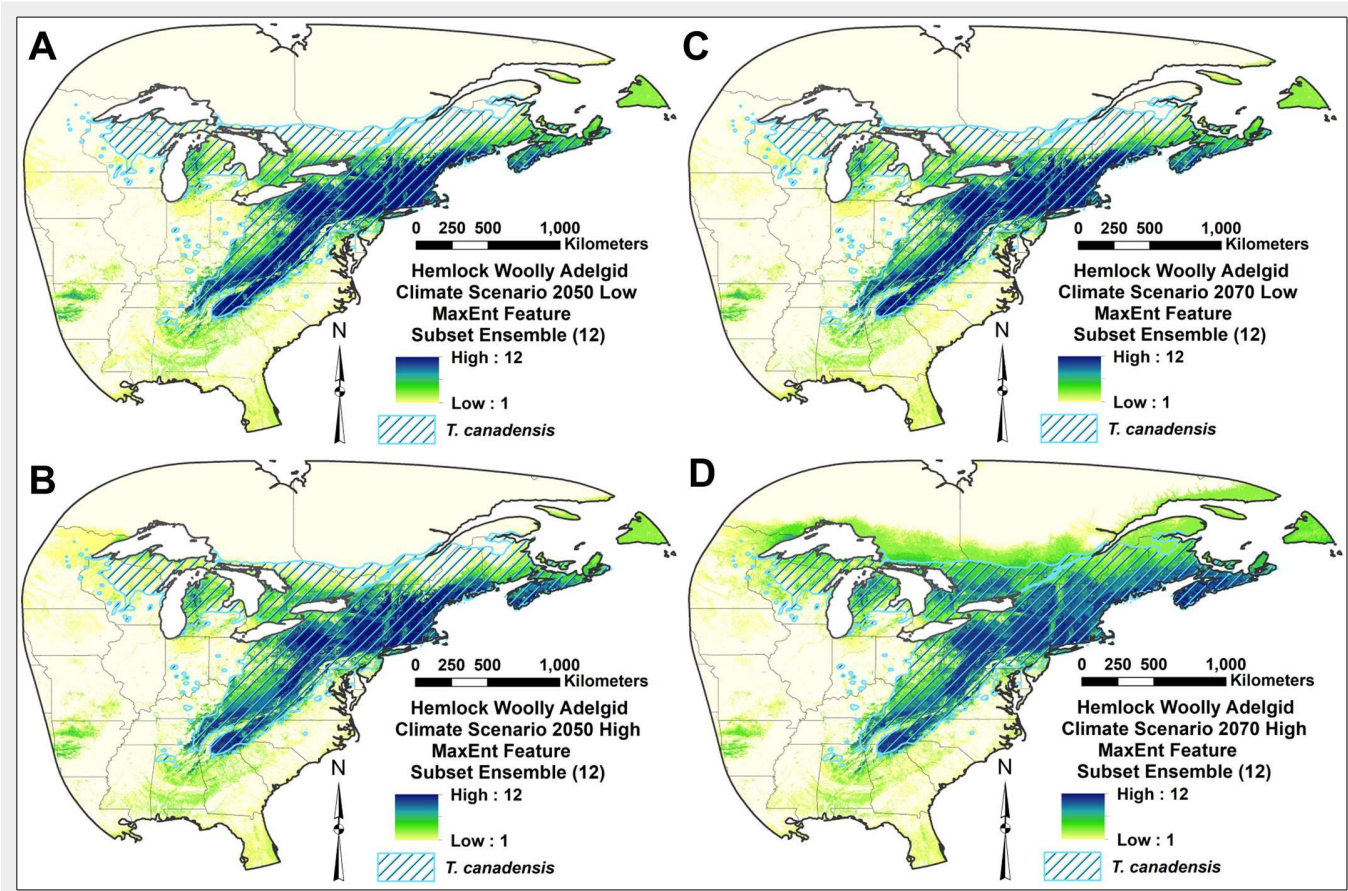 A
0 250 500 1,000
Kilometers
Hemlock Woolly Adelgid
Climate Scenario 2050 Low
MaxEnt Feature
Subset Ensemble (12)
N
High : 12
Low : 1
T. canadensis
C
0 250 500 1,000
Kilometers
Hemlock Woolly Adelgid
Climate Scenario 2070 Low
MaxEnt Feature
Subset Ensemble (12)
N
High : 12
Low : 1
T. canadensis
B
0 250 500 1,000
Kilometers
Hemlock Woolly Adelgid
Climate Scenario 2050 High
MaxEnt Feature
Subset Ensemble (12)
N
High : 12
Low : 1
T. canadensis
D
0 250 500 1,000
Kilometers
Hemlock Woolly Adelgid
Climate Scenario 2070 High
MaxEnt Feature
Subset Ensemble (12)
N
High : 12
Low : 1
T. canadensis